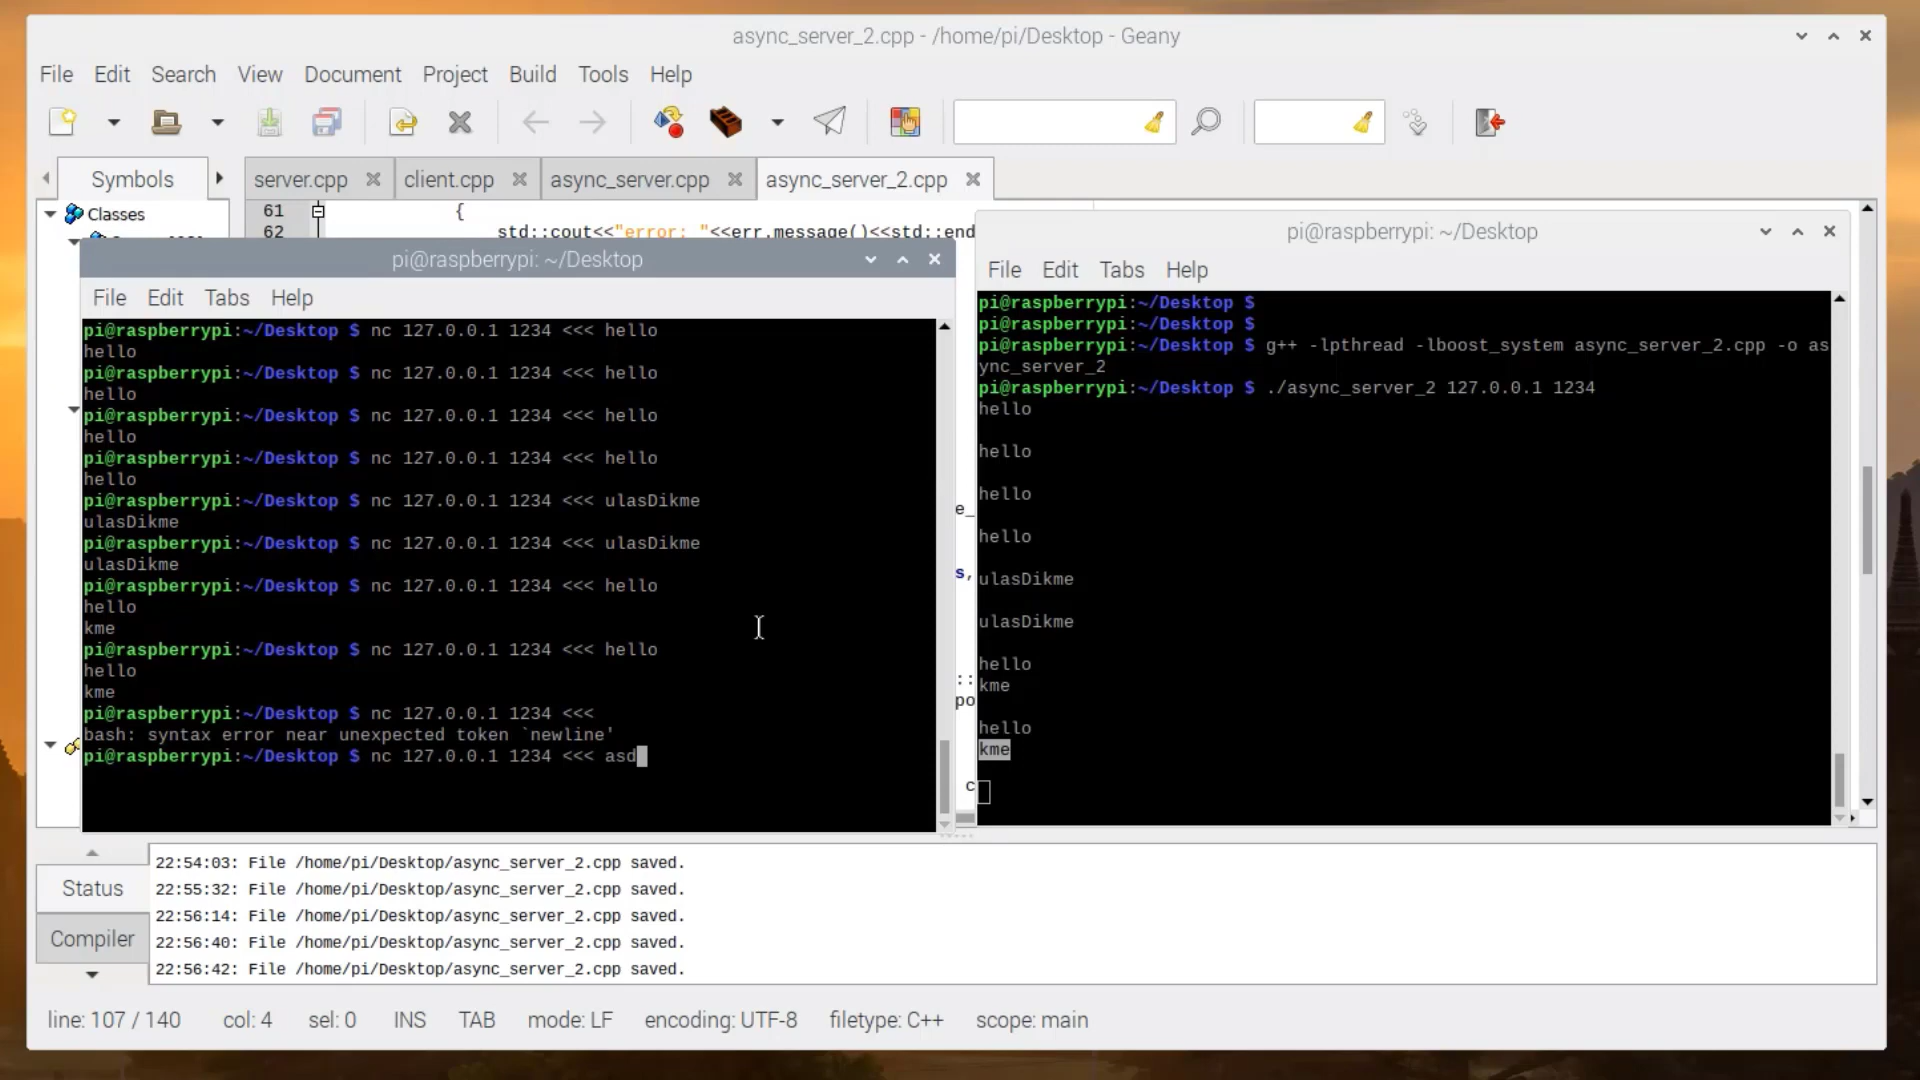 async_server_2.cpp - /home/pi/Desktop - Geany
File Edit Search View Document Project Build Tools Help
Symbols
server.cpp client.cpp async_server.cpp async_server_2.cpp
Classes
61 {
62 std::cout<<"error: "<<err.message()<<std::end
pi@raspberrypi: ~/Desktop
File Edit Tabs Help
pi@raspberrypi:~/Desktop $ nc 127.0.0.1 1234 <<< hello
hello
pi@raspberrypi:~/Desktop $ nc 127.0.0.1 1234 <<< hello
hello
pi@raspberrypi:~/Desktop $ nc 127.0.0.1 1234 <<< hello
hello
pi@raspberrypi:~/Desktop $ nc 127.0.0.1 1234 <<< hello
hello
pi@raspberrypi:~/Desktop $ nc 127.0.0.1 1234 <<< ulasDikme
ulasDikme
pi@raspberrypi:~/Desktop $ nc 127.0.0.1 1234 <<< ulasDikme
ulasDikme
pi@raspberrypi:~/Desktop $ nc 127.0.0.1 1234 <<< hello
hello
kme
pi@raspberrypi:~/Desktop $ nc 127.0.0.1 1234 <<< hello
hello
kme
pi@raspberrypi:~/Desktop $ nc 127.0.0.1 1234 <<<
bash: syntax error near unexpected token `newline'
pi@raspberrypi:~/Desktop $ nc 127.0.0.1 1234 <<< asd
e_
s,
::
po
c
pi@raspberrypi: ~/Desktop
File Edit Tabs Help
pi@raspberrypi:~/Desktop $
pi@raspberrypi:~/Desktop $
pi@raspberrypi:~/Desktop $ g++ -lpthread -lboost_system async_server_2.cpp -o as
ync_server_2
pi@raspberrypi:~/Desktop $ ./async_server_2 127.0.0.1 1234
hello
hello
hello
hello
ulasDikme
ulasDikme
hello
kme
hello
kme
Status
Compiler
22:54:03: File /home/pi/Desktop/async_server_2.cpp saved.
22:55:32: File /home/pi/Desktop/async_server_2.cpp saved.
22:56:14: File /home/pi/Desktop/async_server_2.cpp saved.
22:56:40: File /home/pi/Desktop/async_server_2.cpp saved.
22:56:42: File /home/pi/Desktop/async_server_2.cpp saved.
line: 107 / 140 col: 4 sel: 0 INS TAB mode: LF encoding: UTF-8 filetype: C++ scope: main